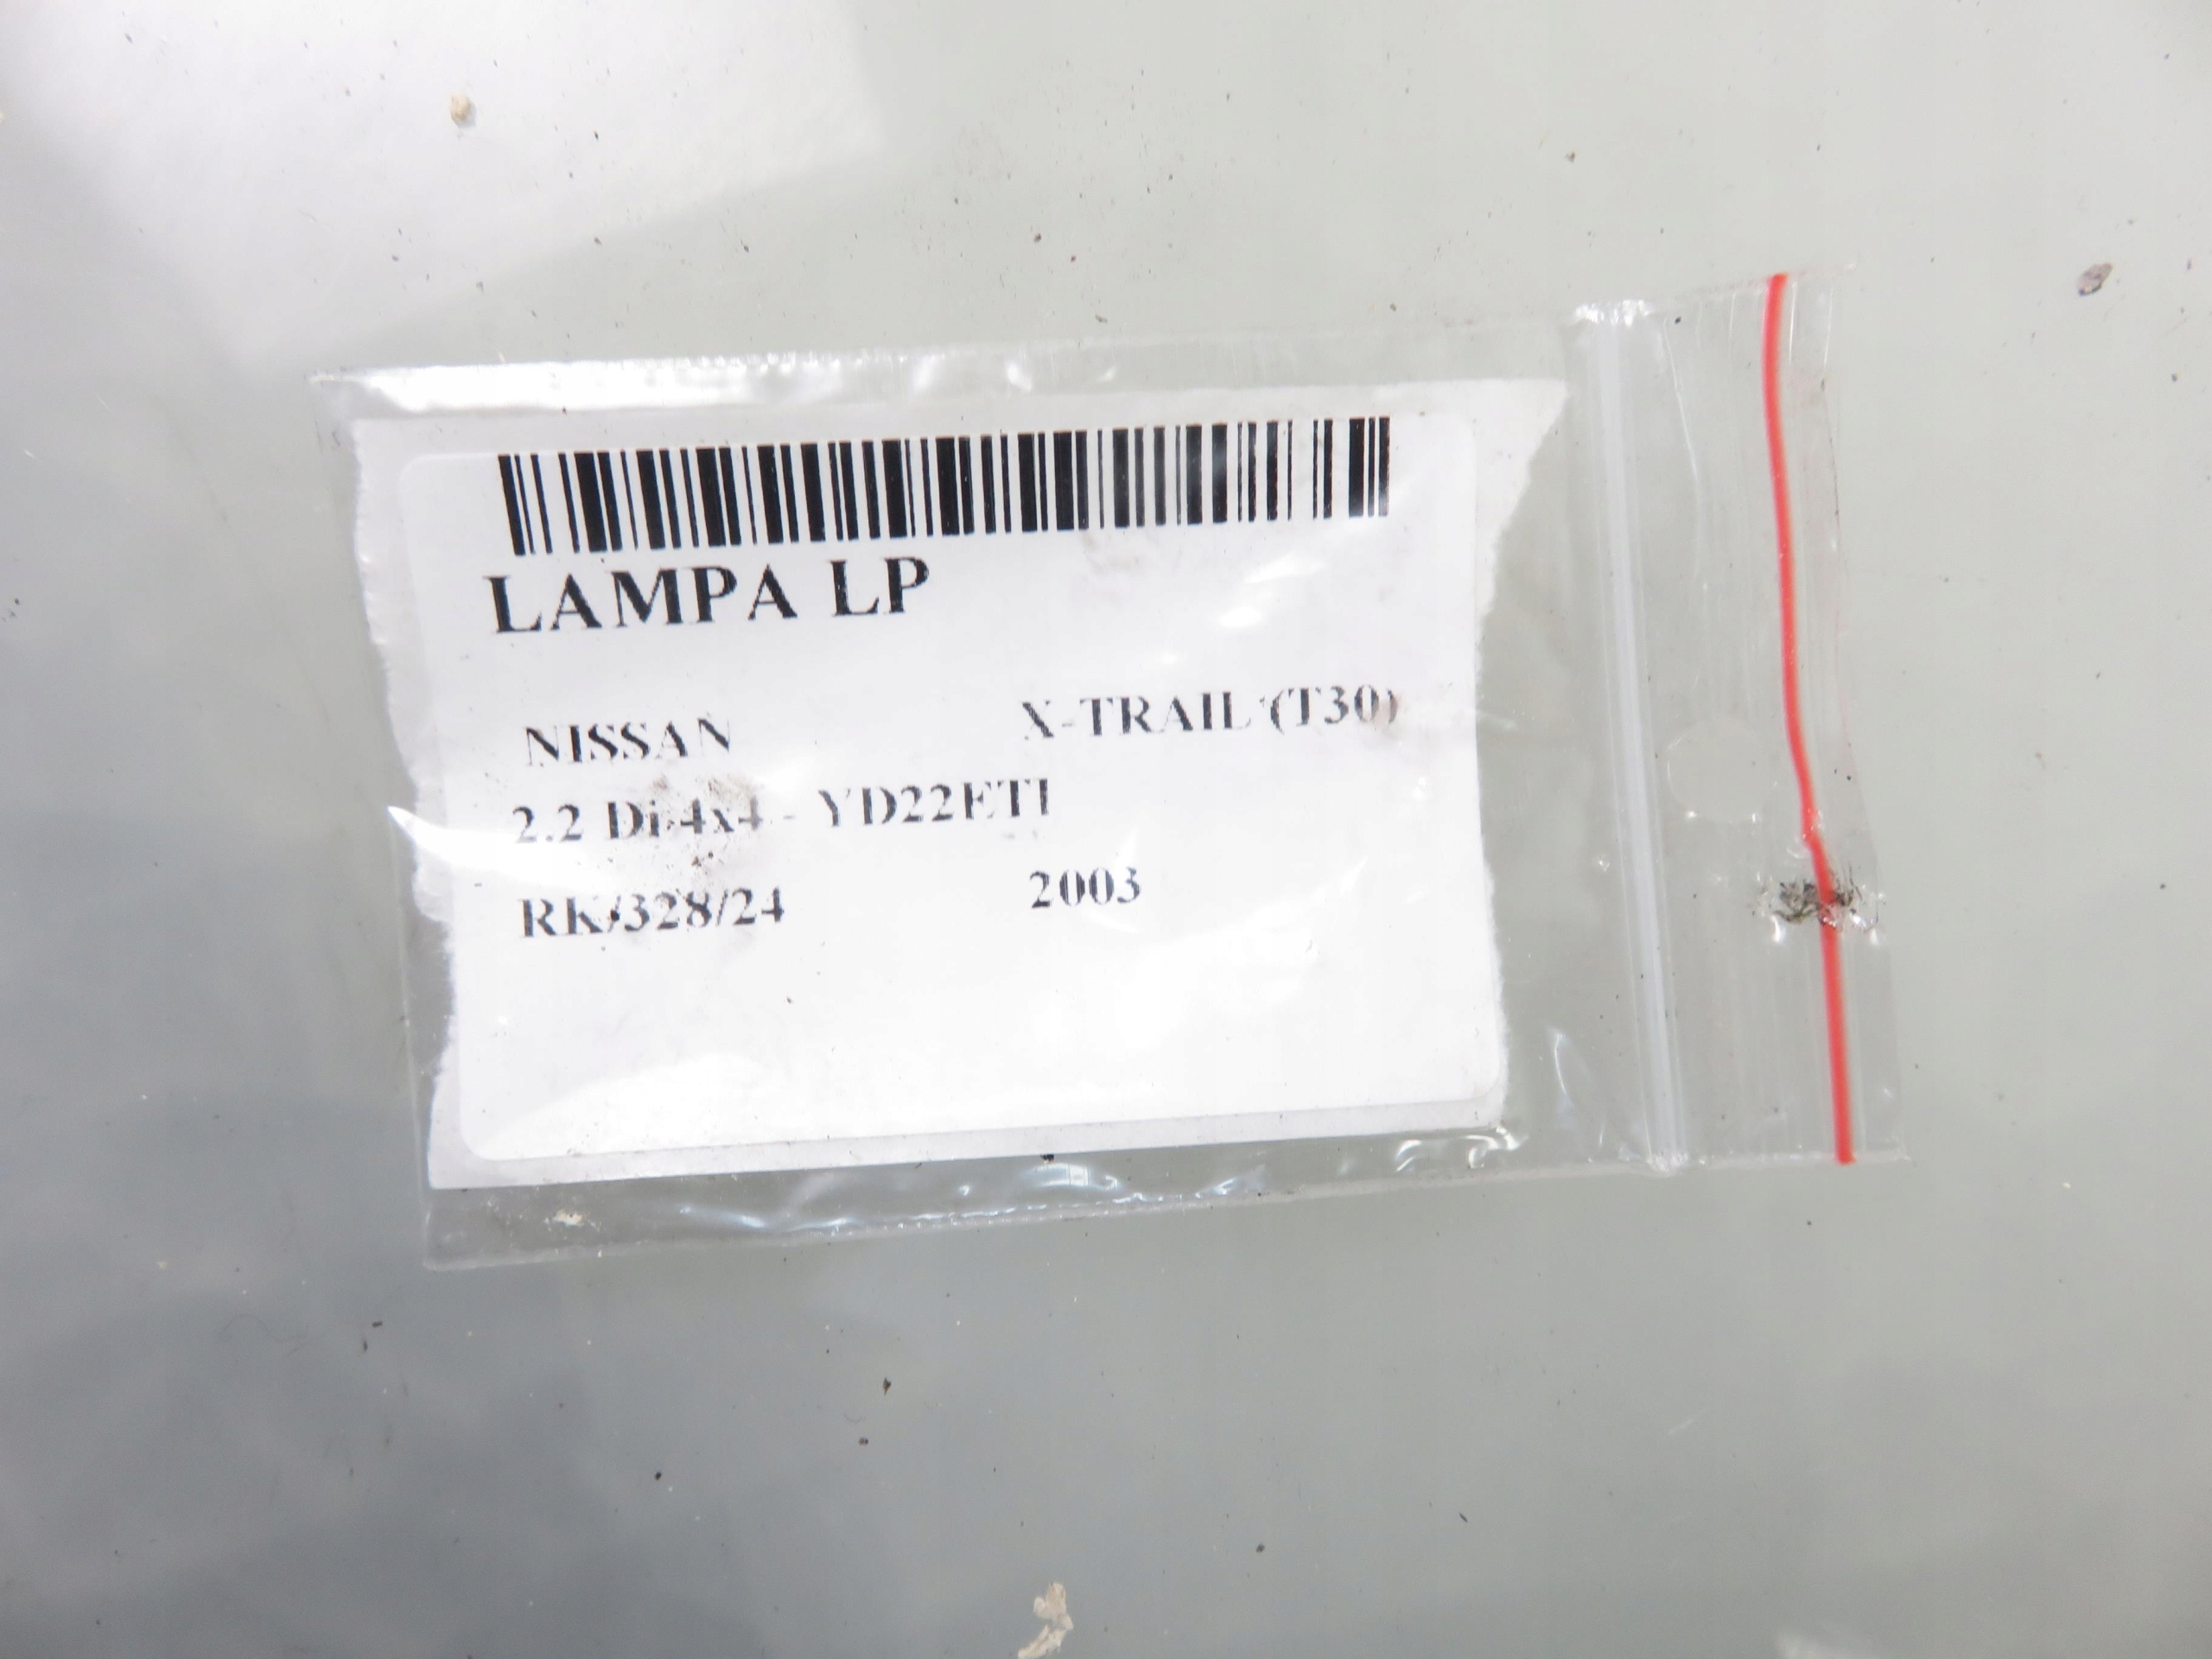 LAMPA LP
NISSAN X-TRAIL (T30)
2.2 Di 4x4 - YD22ETI
RK/328/24 2003